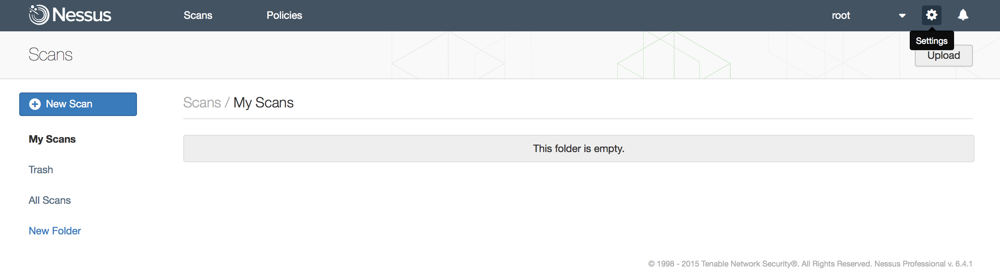 Nessus Scans Policies root
Settings
Scans Upload
New Scan Scans / My Scans
My Scans This folder is empty.
Trash
All Scans
New Folder
© 1998 - 2015 Tenable Network Security®. All Rights Reserved. Nessus Professional v. 6.4.1